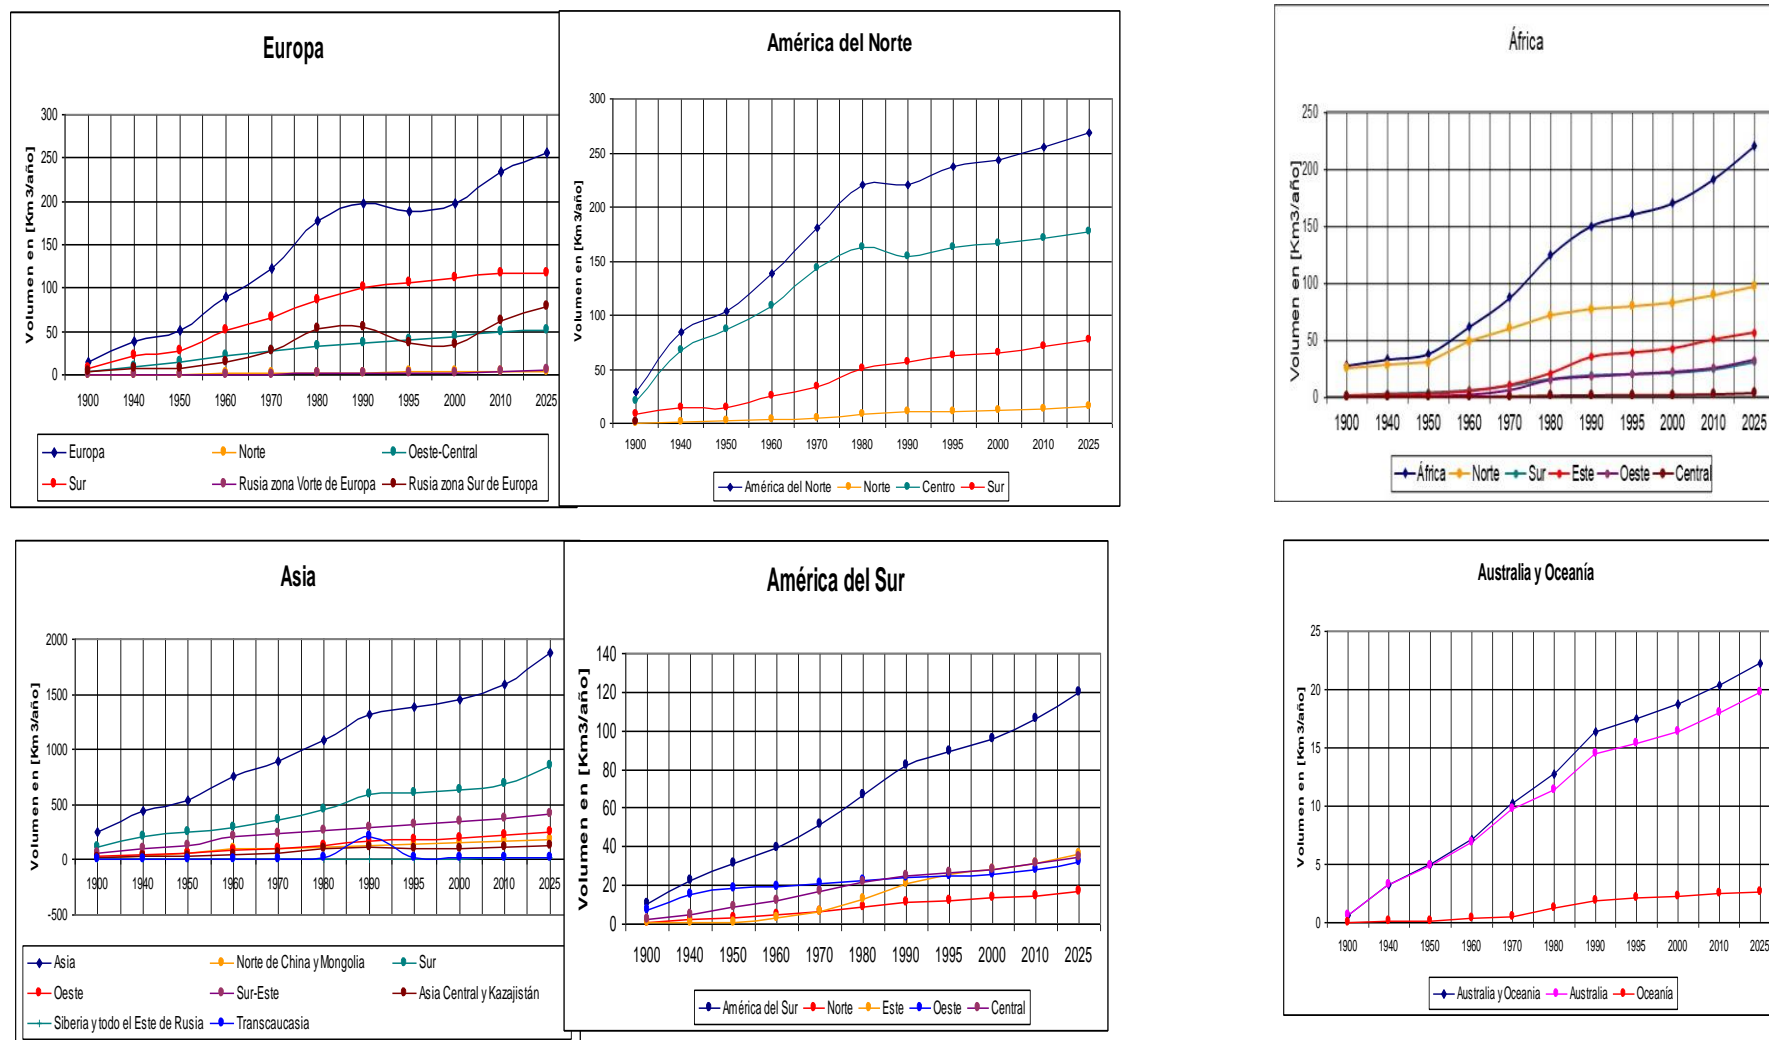 Europa
Volumen en [Km3/año]
300
250
200
150
100
50
0
1900 1940 1950 1960 1970 1980 1990 1995 2000 2010 2025
Europa Norte Oeste-Central
Sur Rusia zona Vorte de Europa Rusia zona Sur de Europa
América del Norte
Volumen en [Km3/año]
300
250
200
150
100
50
0
1900 1940 1950 1960 1970 1980 1990 1995 2000 2010 2025
América del Norte Norte Centro Sur
África
Volumen en [Km3/año]
250
200
150
100
50
0
1900 1940 1950 1960 1970 1980 1990 1995 2000 2010 2025
África Norte Sur Este Oeste Central
Asia
Volumen en [Km3/año]
2000
1500
1000
500
0
-500
1900 1940 1950 1960 1970 1980 1990 1995 2000 2010 2025
Asia Norte de China y Mongolia Sur
Oeste Sur-Este Asia Central y Kazajistán
Siberia y todo el Este de Rusia Transcaucasia
América del Sur
Volumen en [Km3/año]
140
120
100
80
60
40
20
0
1900 1940 1950 1960 1970 1980 1990 1995 2000 2010 2025
América del Sur Norte Este Oeste Central
Australia y Oceanía
Volumen en [Km3/año]
25
20
15
10
5
0
1900 1940 1950 1960 1970 1980 1990 1995 2000 2010 2025
Australia y Oceania Australia Oceanía